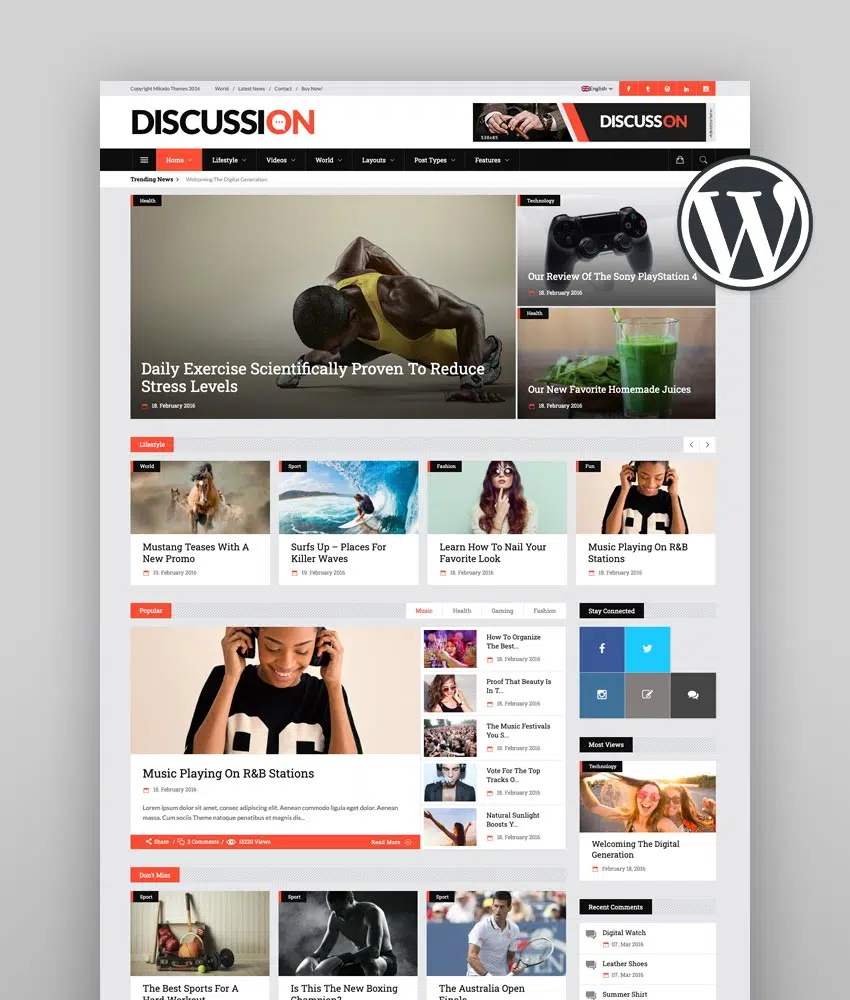 Copyright Mikado Themes 2016
World / Latest News / Contact / Buy Now!
English
DISCUSSION
530x65
DISCUSSON
Home
Lifestyle
Videos
World
Layouts
Post Types
Features
Trending News
Welcoming The Digital Generation
Health
Daily Exercise Scientifically Proven To Reduce
Stress Levels
18. February 2016
Technology
Our Review Of The Sony PlayStation 4
18. February 2016
Health
Our New Favorite Homemade Juices
18. February 2016
W
Lifestyle
World
Mustang Teases With A
New Promo
19. February 2016
Sport
Surfs Up – Places For
Killer Waves
19. February 2016
Fashion
Learn How To Nail Your
Favorite Look
18. February 2016
Fun
Music Playing On R&B
Stations
18. February 2016
Popular
Music
Health
Gaming
Fashion
Music Playing On R&B Stations
18. February 2016
Lorem ipsum dolor sit amet, consec adipiscing elit. Aenean commodo ligula eget dolor. Aenean
massa. Cum sociis Theme natoque penatibus et magnis dis...
Share / 3 Comments / 35320 Views
Read More
How To Organize
The Best...
18. February 2016
Proof That Beauty Is
In T...
18. February 2016
The Music Festivals
You S...
18. February 2016
Vote For The Top
Tracks O...
18. February 2016
Natural Sunlight
Boosts Y...
18. February 2016
Stay Connected
Most Views
Technology
Welcoming The Digital
Generation
February 18, 2016
Don't Miss
Sport
The Best Sports For A
Hard Workout
Sport
Is This The New Boxing
Champion?
Sport
The Australia Open
Finals
Recent Comments
Digital Watch
07. Mar 2016
Leather Shoes
07. Mar 2016
Summer Shirt